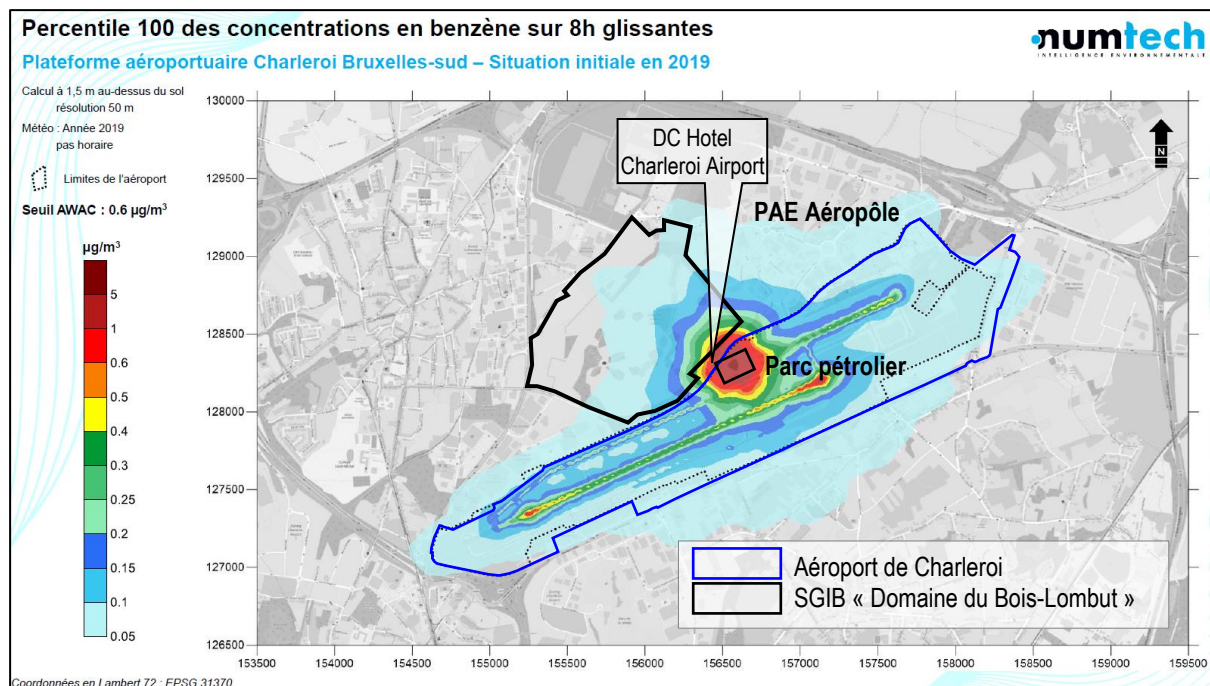 Percentile 100 des concentrations en benzène sur 8h glissantes
Plateforme aéroportuaire Charleroi Bruxelles-sud – Situation initiale en 2019
numtech
INTELLIGENCE ENVIRONNEMENTALE
Calcul à 1,5 m au-dessus du sol
résolution 50 m
Météo : Année 2019
pas horaire
Limites de l'aéroport
Seuil AWAC : 0.6 µg/m³
µg/m³
5
1
0.6
0.5
0.4
0.3
0.25
0.2
0.15
0.1
0.05
130000
129500
129000
128500
128000
127500
127000
126500
DC Hotel
Charleroi Airport
N
PAE Aéropôle
Parc pétrolier
Aéroport de Charleroi
SGIB « Domaine du Bois-Lombut »
153500 154000 154500 155000 155500 156000 156500 157000 157500 158000 158500 159000 159500
Coordonnées en Lambert 72 : EPSG 31370